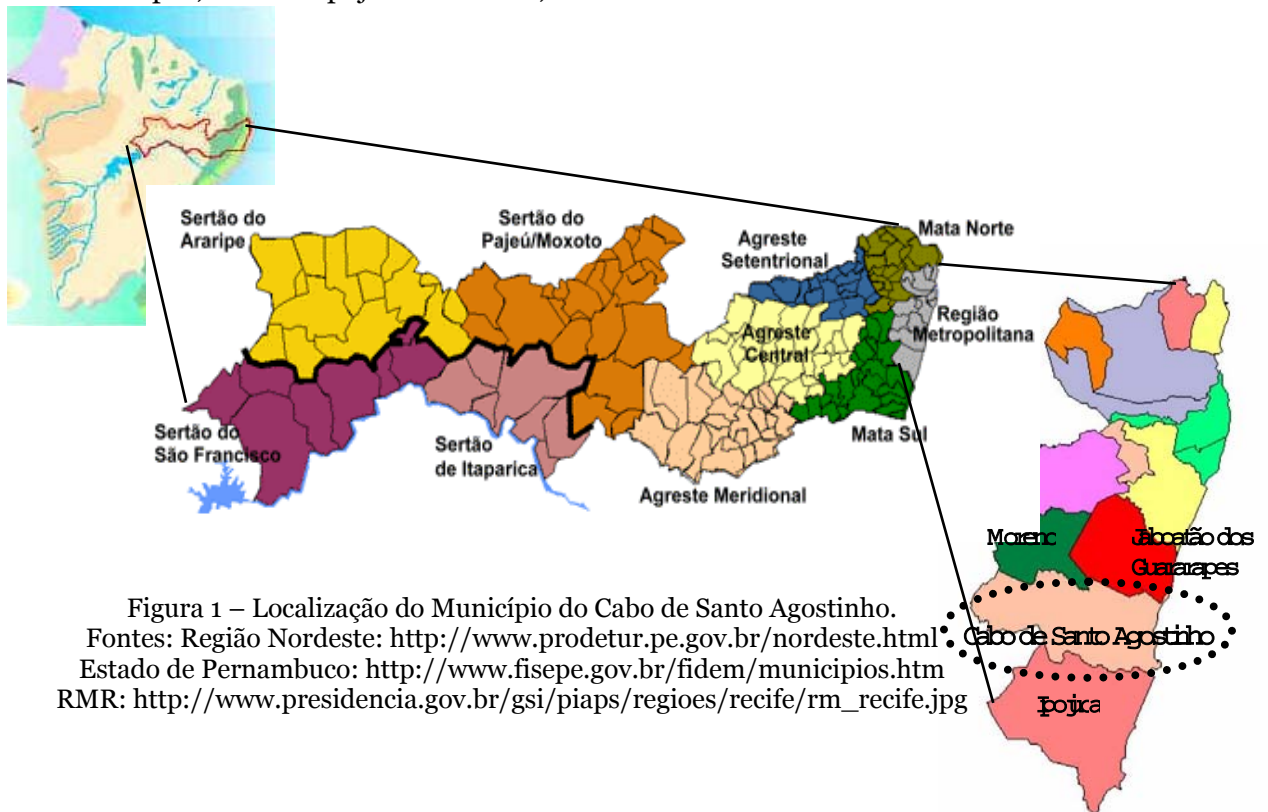 Sertão do
Araripe
Sertão do
Pajeú/Moxoto
Agreste
Setentrional
Mata Norte
Região
Metropolitana
Agreste
Central
Sertão do
São Francisco
Sertão
de Itaparica
Mata Sul
Agreste Meridional
Moreno
Jaboatão dos
Guararapes
Cabo de Santo Agostinho
Ipojuca
Figura 1 – Localização do Município do Cabo de Santo Agostinho.
Fontes: Região Nordeste: http://www.prodetur.pe.gov.br/nordeste.html
Estado de Pernambuco: http://www.fisepe.gov.br/fidem/municipios.htm
RMR: http://www.presidencia.gov.br/gsi/piaps/regioes/recife/rm_recife.jpg